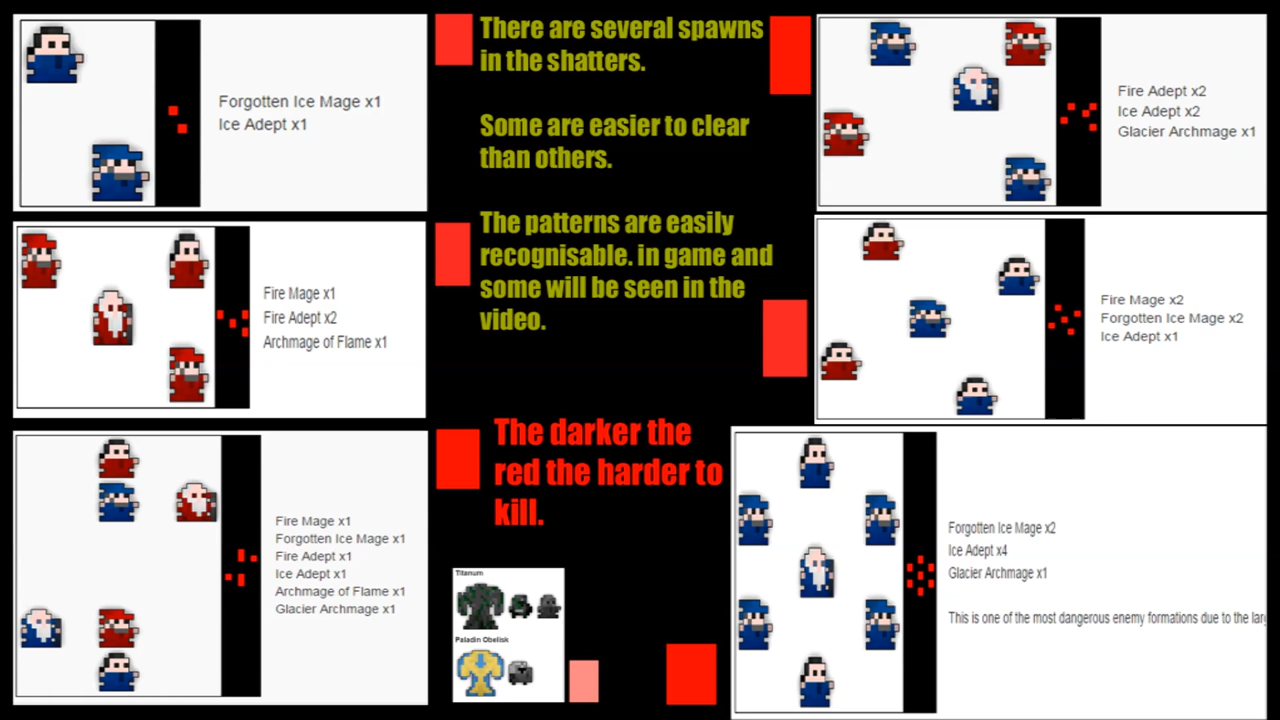 Forgotten Ice Mage x1
Ice Adept x1
There are several spawns
in the shatters.
Some are easier to clear
than others.
The patterns are easily
recognisable. in game and
some will be seen in the
video.
Fire Adept x2
Ice Adept x2
Glacier Archmage x1
Fire Mage x1
Fire Adept x2
Archmage of Flame x1
Fire Mage x2
Forgotten Ice Mage x2
Ice Adept x1
The darker the
red the harder to
kill.
Fire Mage x1
Forgotten Ice Mage x1
Fire Adept x1
Ice Adept x1
Archmage of Flame x1
Glacier Archmage x1
Titanum
Paladin Obelisk
Forgotten Ice Mage x2
Ice Adept x4
Glacier Archmage x1
This is one of the most dangerous enemy formations due to the